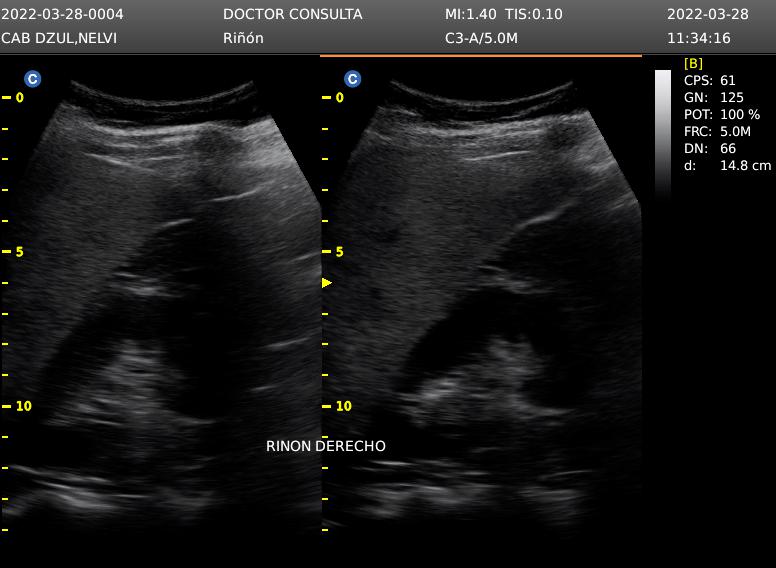 2022-03-28-0004 DOCTOR CONSULTA MI:1.40 TIS:0.10 2022-03-28
CAB DZUL,NELVI Riñón C3-A/5.0M 11:34:16
C C
[B]
CPS: 61
GN: 125
POT: 100 %
FRC: 5.0M
DN: 66
d: 14.8 cm
0 0
5 5
10 10
RINON DERECHO